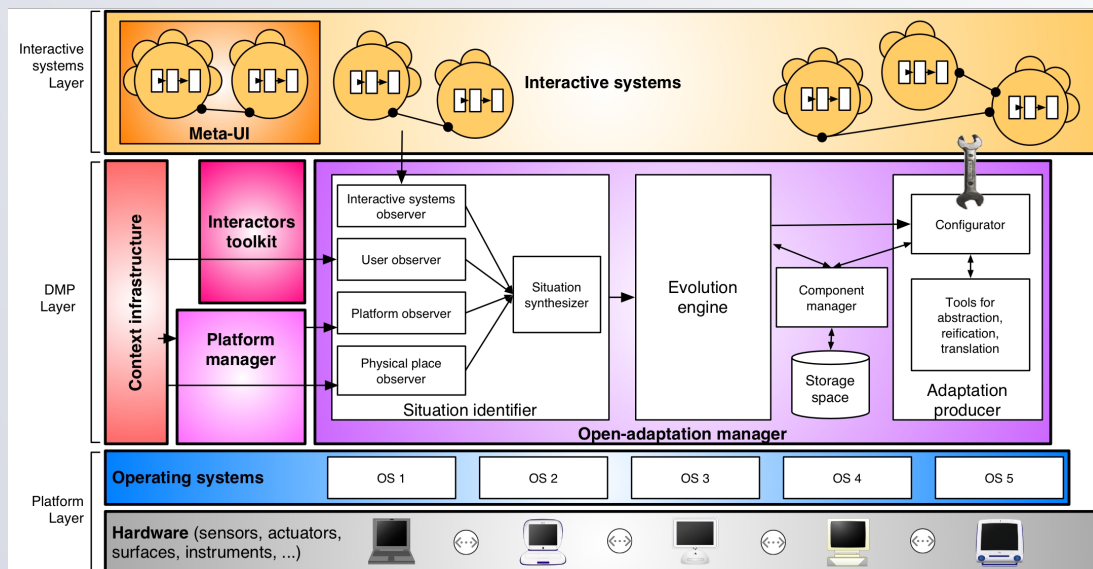 Interactive
systems
Layer
Meta-UI
Interactive systems
DMP
Layer
Context infrastructure
Interactors
toolkit
Platform
manager
Interactive systems
observer
User observer
Platform observer
Physical place
observer
Situation
synthesizer
Situation identifier
Evolution
engine
Component
manager
Storage
space
Configurator
Tools for
abstraction,
reification,
translation
Adaptation
producer
Open-adaptation manager
Platform
Layer
Operating systems
OS 1
OS 2
OS 3
OS 4
OS 5
Hardware (sensors, actuators,
surfaces, instruments, ...)